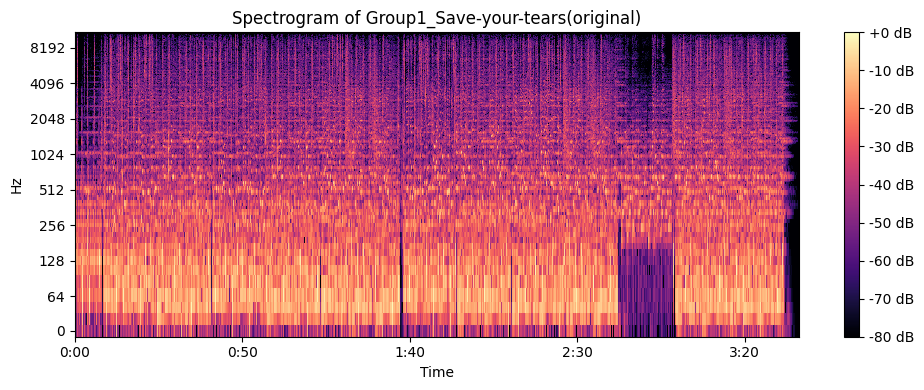 Spectrogram of Group1_Save-your-tears(original)
8192
4096
2048
1024
512
256
128
64
0
Hz
0:00
0:50
1:40
2:30
3:20
Time
+0 dB
-10 dB
-20 dB
-30 dB
-40 dB
-50 dB
-60 dB
-70 dB
-80 dB